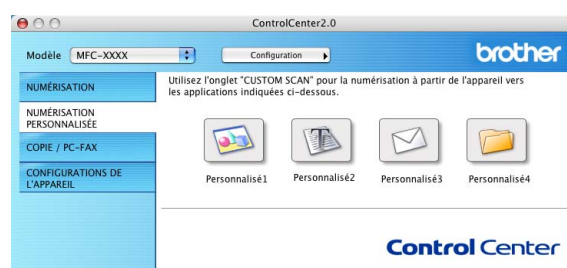 ControlCenter2.0
Modèle MFC-XXXX Configuration brother
NUMÉRISATION
NUMÉRISATION
PERSONNALISÉE
COPIE / PC-FAX
CONFIGURATIONS DE
L'APPAREIL
Utilisez l'onglet "CUSTOM SCAN" pour la numérisation à partir de l'appareil vers
les applications indiquées ci-dessous.
Personnalisé1 Personnalisé2 Personnalisé3 Personnalisé4
Control Center